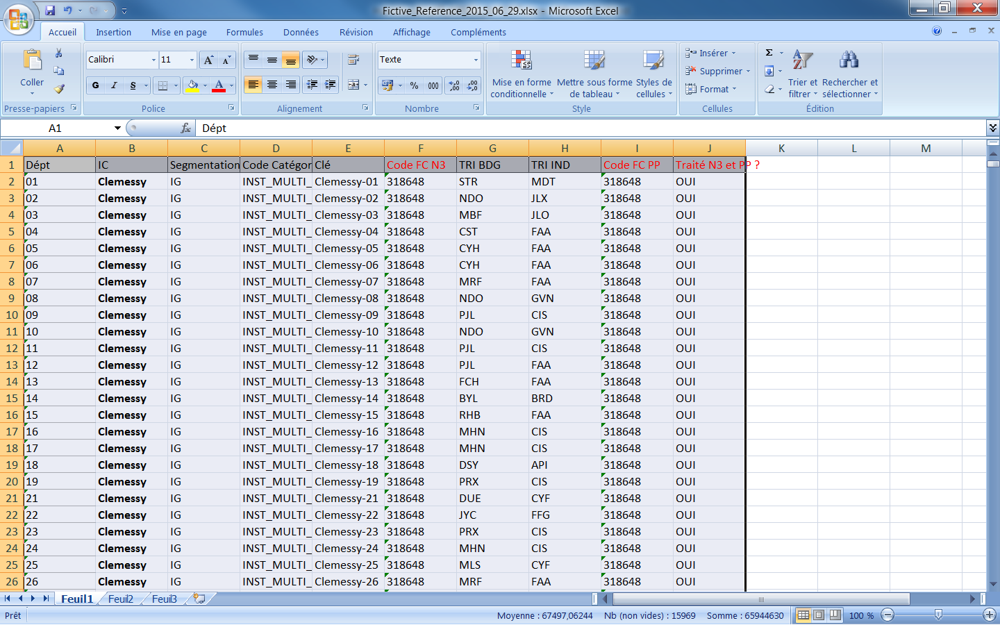 Fictive_Reference_2015_06_29.xlsx - Microsoft Excel
Accueil Insertion Mise en page Formules Données Révision Affichage Compléments
Coller
Presse-papiers
Calibri 11
G I S A
Police
Alignement
Texte
% 000
Nombre
Mise en forme conditionnelle
Mettre sous forme de tableau
Styles de cellules
Style
Insérer
Supprimer
Format
Cellules
Σ
Trier et filtrer
Rechercher et sélectionner
Édition
A1 fx Dépt
A B C D E F G H I J K L M
1 Dépt IC Segmentation Code Catégor Clé Code FC N3 TRI BDG TRI IND Code FC PP Traité N3 et PP ?
2 01 Clemessy IG INST_MULTI_ Clemessy-01 318648 STR MDT 318648 OUI
3 02 Clemessy IG INST_MULTI_ Clemessy-02 318648 NDO JLX 318648 OUI
4 03 Clemessy IG INST_MULTI_ Clemessy-03 318648 MBF JLO 318648 OUI
5 04 Clemessy IG INST_MULTI_ Clemessy-04 318648 CST FAA 318648 OUI
6 05 Clemessy IG INST_MULTI_ Clemessy-05 318648 CYH FAA 318648 OUI
7 06 Clemessy IG INST_MULTI_ Clemessy-06 318648 CYH FAA 318648 OUI
8 07 Clemessy IG INST_MULTI_ Clemessy-07 318648 MRF FAA 318648 OUI
9 08 Clemessy IG INST_MULTI_ Clemessy-08 318648 NDO GVN 318648 OUI
10 09 Clemessy IG INST_MULTI_ Clemessy-09 318648 PJL CIS 318648 OUI
11 10 Clemessy IG INST_MULTI_ Clemessy-10 318648 NDO GVN 318648 OUI
12 11 Clemessy IG INST_MULTI_ Clemessy-11 318648 PJL CIS 318648 OUI
13 12 Clemessy IG INST_MULTI_ Clemessy-12 318648 PJL FAA 318648 OUI
14 13 Clemessy IG INST_MULTI_ Clemessy-13 318648 FCH FAA 318648 OUI
15 14 Clemessy IG INST_MULTI_ Clemessy-14 318648 BYL BRD 318648 OUI
16 15 Clemessy IG INST_MULTI_ Clemessy-15 318648 RHB FAA 318648 OUI
17 16 Clemessy IG INST_MULTI_ Clemessy-16 318648 MHN CIS 318648 OUI
18 17 Clemessy IG INST_MULTI_ Clemessy-17 318648 MHN CIS 318648 OUI
19 18 Clemessy IG INST_MULTI_ Clemessy-18 318648 DSY API 318648 OUI
20 19 Clemessy IG INST_MULTI_ Clemessy-19 318648 PRX CIS 318648 OUI
21 21 Clemessy IG INST_MULTI_ Clemessy-21 318648 DUE CYF 318648 OUI
22 22 Clemessy IG INST_MULTI_ Clemessy-22 318648 JYC FFG 318648 OUI
23 23 Clemessy IG INST_MULTI_ Clemessy-23 318648 PRX CIS 318648 OUI
24 24 Clemessy IG INST_MULTI_ Clemessy-24 318648 MHN CIS 318648 OUI
25 25 Clemessy IG INST_MULTI_ Clemessy-25 318648 MLS CYF 318648 OUI
26 26 Clemessy IG INST_MULTI_ Clemessy-26 318648 MRF FAA 318648 OUI
Feuil1 Feuil2 Feuil3
Prêt Moyenne : 67497,06244 Nb (non vides) : 15969 Somme : 65944630 100 %